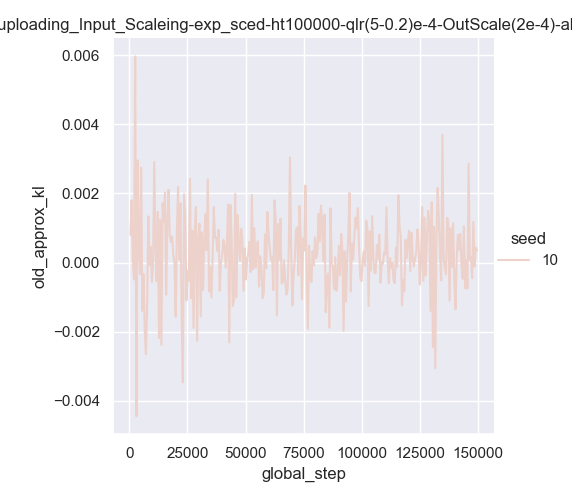 uploading_Input_Scaleing-exp_sced-ht100000-qlr(5-0.2)e-4-OutScale(2e-4)-al
0.006
0.004
0.002
0.000
−0.002
−0.004
old_approx_kl
0 25000 50000 75000 100000 125000 150000
global_step
seed
10